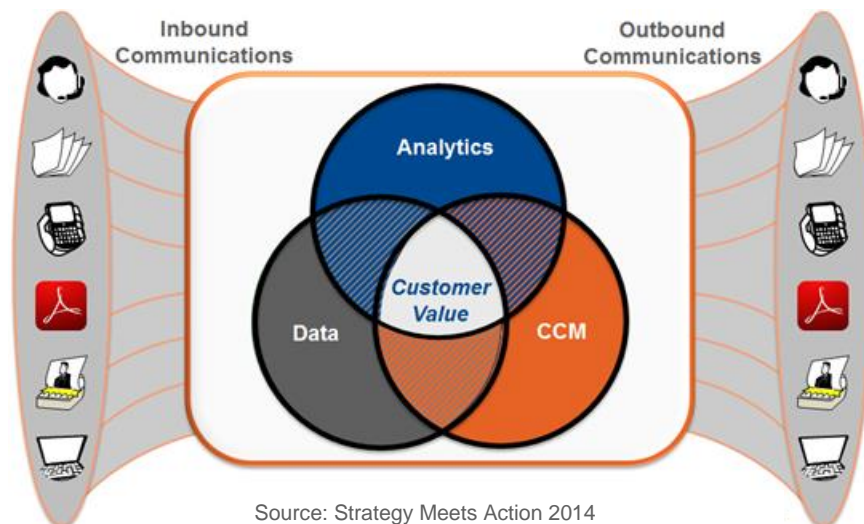 Inbound
Communications
Outbound
Communications
Analytics
Customer
Value
Data
CCM
Source: Strategy Meets Action 2014